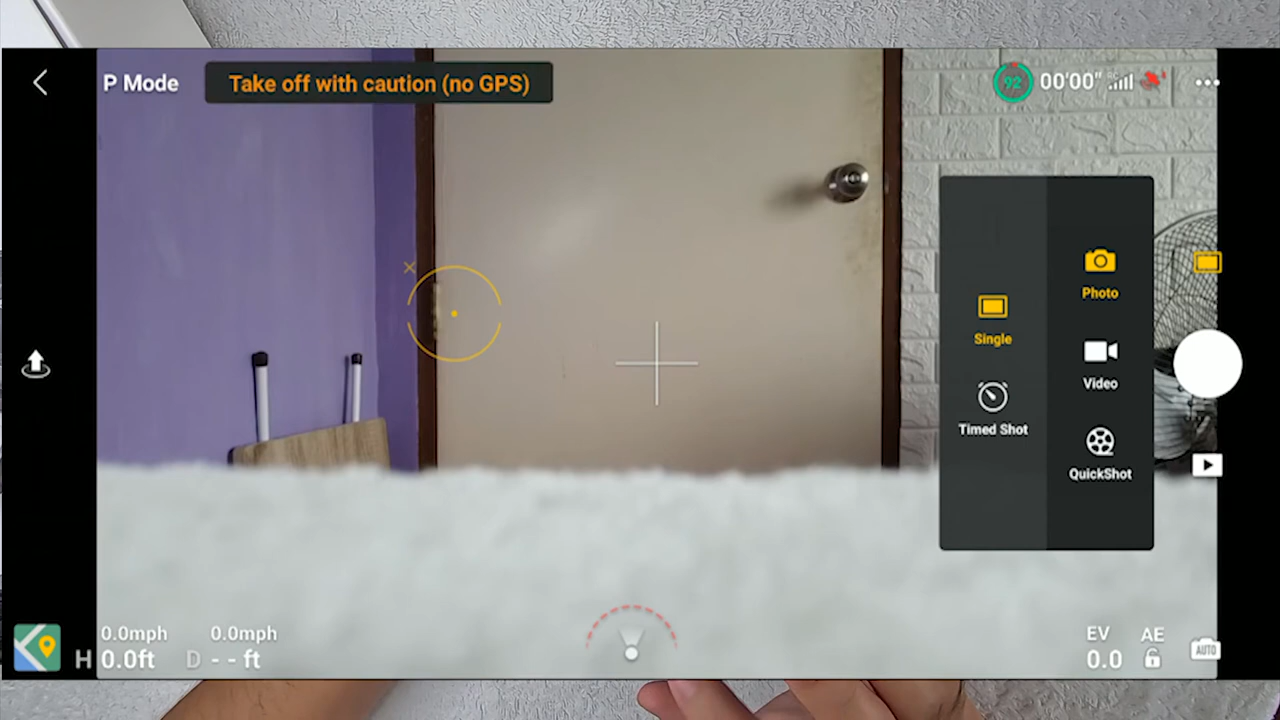 P Mode
Take off with caution (no GPS)
92
00'00"
Photo
Single
Video
Timed Shot
QuickShot
0.0mph
0.0mph
H 0.0ft
D - - ft
EV
0.0
AE
AUTO